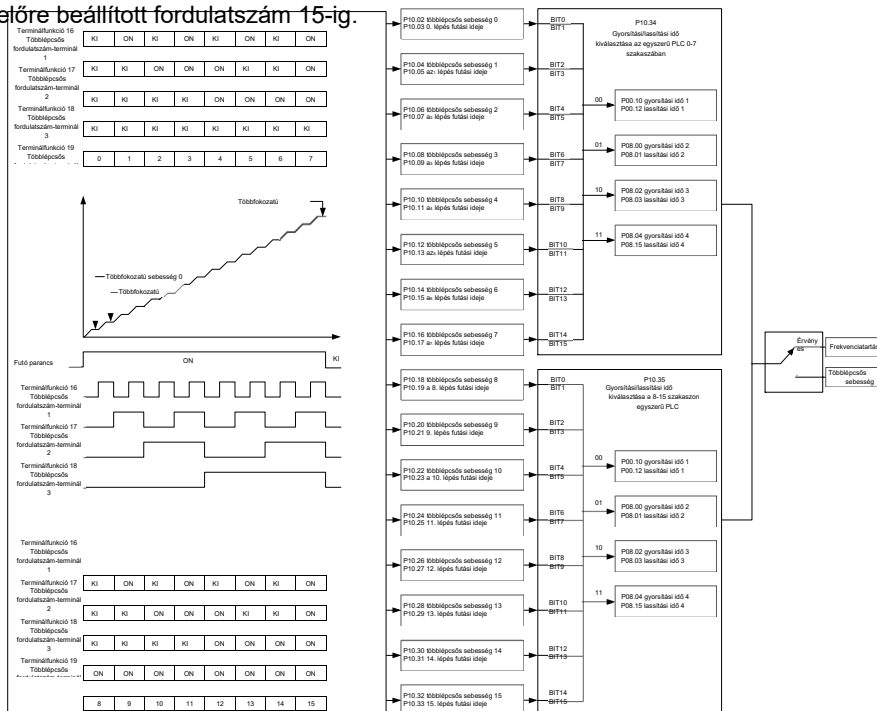 előre beállított fordulatszám 15-ig.
Terminálfunkció 16
Többlépcsős
fordulatszám-terminál
1
KI ON KI ON KI ON KI ON
Terminálfunkció 17
Többlépcsős
fordulatszám-terminál
2
KI KI ON ON ON KI KI ON
Terminálfunkció 18
Többlépcsős
fordulatszám-terminál
3
KI KI KI KI ON ON ON ON
KI KI KI KI KI KI KI KI
Terminálfunkció 19
Többlépcsős
0 1 2 3 4 5 6 7
Többfokozatú
Többfokozatú sebesség 0
Többfokozatú
Futó parancs
ON
KI
Terminálfunkció 16
Többlépcsős
fordulatszám-terminál
1
Terminálfunkció 17
Többlépcsős
fordulatszám-terminál
2
Terminálfunkció 18
Többlépcsős
fordulatszám-terminál
3
Terminálfunkció 16
Többlépcsős
fordulatszám-terminál
1
Terminálfunkció 17
Többlépcsős
fordulatszám-terminál
2
KI ON KI ON KI ON KI ON
KI KI ON ON ON KI KI ON
Terminálfunkció 18
Többlépcsős
fordulatszám-terminál
3
KI KI KI KI ON ON ON ON
Terminálfunkció 19
Többlépcsős
ON ON ON ON ON ON ON ON
8 9 10 11 12 13 14 15
P10.02 többlépcsős sebesség 0
P10.03 0. lépés futási ideje
P10.04 többlépcsős sebesség 1
P10.05 az 1. lépés futási ideje
P10.06 többlépcsős sebesség 2
P10.07 a 2. lépés futási ideje
P10.08 többlépcsős sebesség 3
P10.09 a 3. lépés futási ideje
P10.10 többlépcsős sebesség 4
P10.11 a 4. lépés futási ideje
P10.12 többlépcsős sebesség 5
P10.13 az 5. lépés futási ideje
P10.14 többlépcsős sebesség 6
P10.15 a 6. lépés futási ideje
P10.16 többlépcsős sebesség 7
P10.17 a 7. lépés futási ideje
P10.18 többlépcsős sebesség 8
P10.19 a 8. lépés futási ideje
P10.20 többlépcsős sebesség 9
P10.21 9. lépés futási ideje
P10.22 többlépcsős sebesség 10
P10.23 a 10. lépés futási ideje
P10.24 többlépcsős sebesség 11
P10.25 11. lépés futási ideje
P10.26 többlépcsős sebesség 12
P10.27 12. lépés futási ideje
P10.28 többlépcsős sebesség 13
P10.29 13. lépés futási ideje
P10.30 többlépcsős sebesség 14
P10.31 14. lépés futási ideje
P10.32 többlépcsős sebesség 15
P10.33 15. lépés futási ideje
P10.34
Gyorsítási/lassítási idő
kiválasztása az egyszerű PLC 0-7
szakaszában
BIT0
BIT1
BIT2
BIT3
BIT4
BIT5
BIT6
BIT7
BIT8
BIT9
BIT10
BIT11
BIT12
BIT13
BIT14
BIT15
00
P00.10 gyorsítási idő 1
P00.12 lassítási idő 1
01
P08.00 gyorsítási idő 2
P08.01 lassítási idő 2
10
P08.02 gyorsítási idő 3
P08.03 lassítási idő 3
11
P08.04 gyorsítási idő 4
P08.15 lassítási idő 4
P10.35
Gyorsítási/lassítási idő
kiválasztása a 8-15 szakaszon
egyszerű PLC
BIT0
BIT1
BIT2
BIT3
BIT4
BIT5
BIT6
BIT7
BIT8
BIT9
BIT10
BIT11
BIT12
BIT13
BIT14
BIT15
00
P00.10 gyorsítási idő 1
P00.12 lassítási idő 1
01
P08.00 gyorsítási idő 2
P08.01 lassítási idő 2
10
P08.02 gyorsítási idő 3
P08.03 lassítási idő 3
11
P08.04 gyorsítási idő 4
P08.15 lassítási idő 4
Érvény
es
Frekvenciatartás
Többlépcsős
sebesség